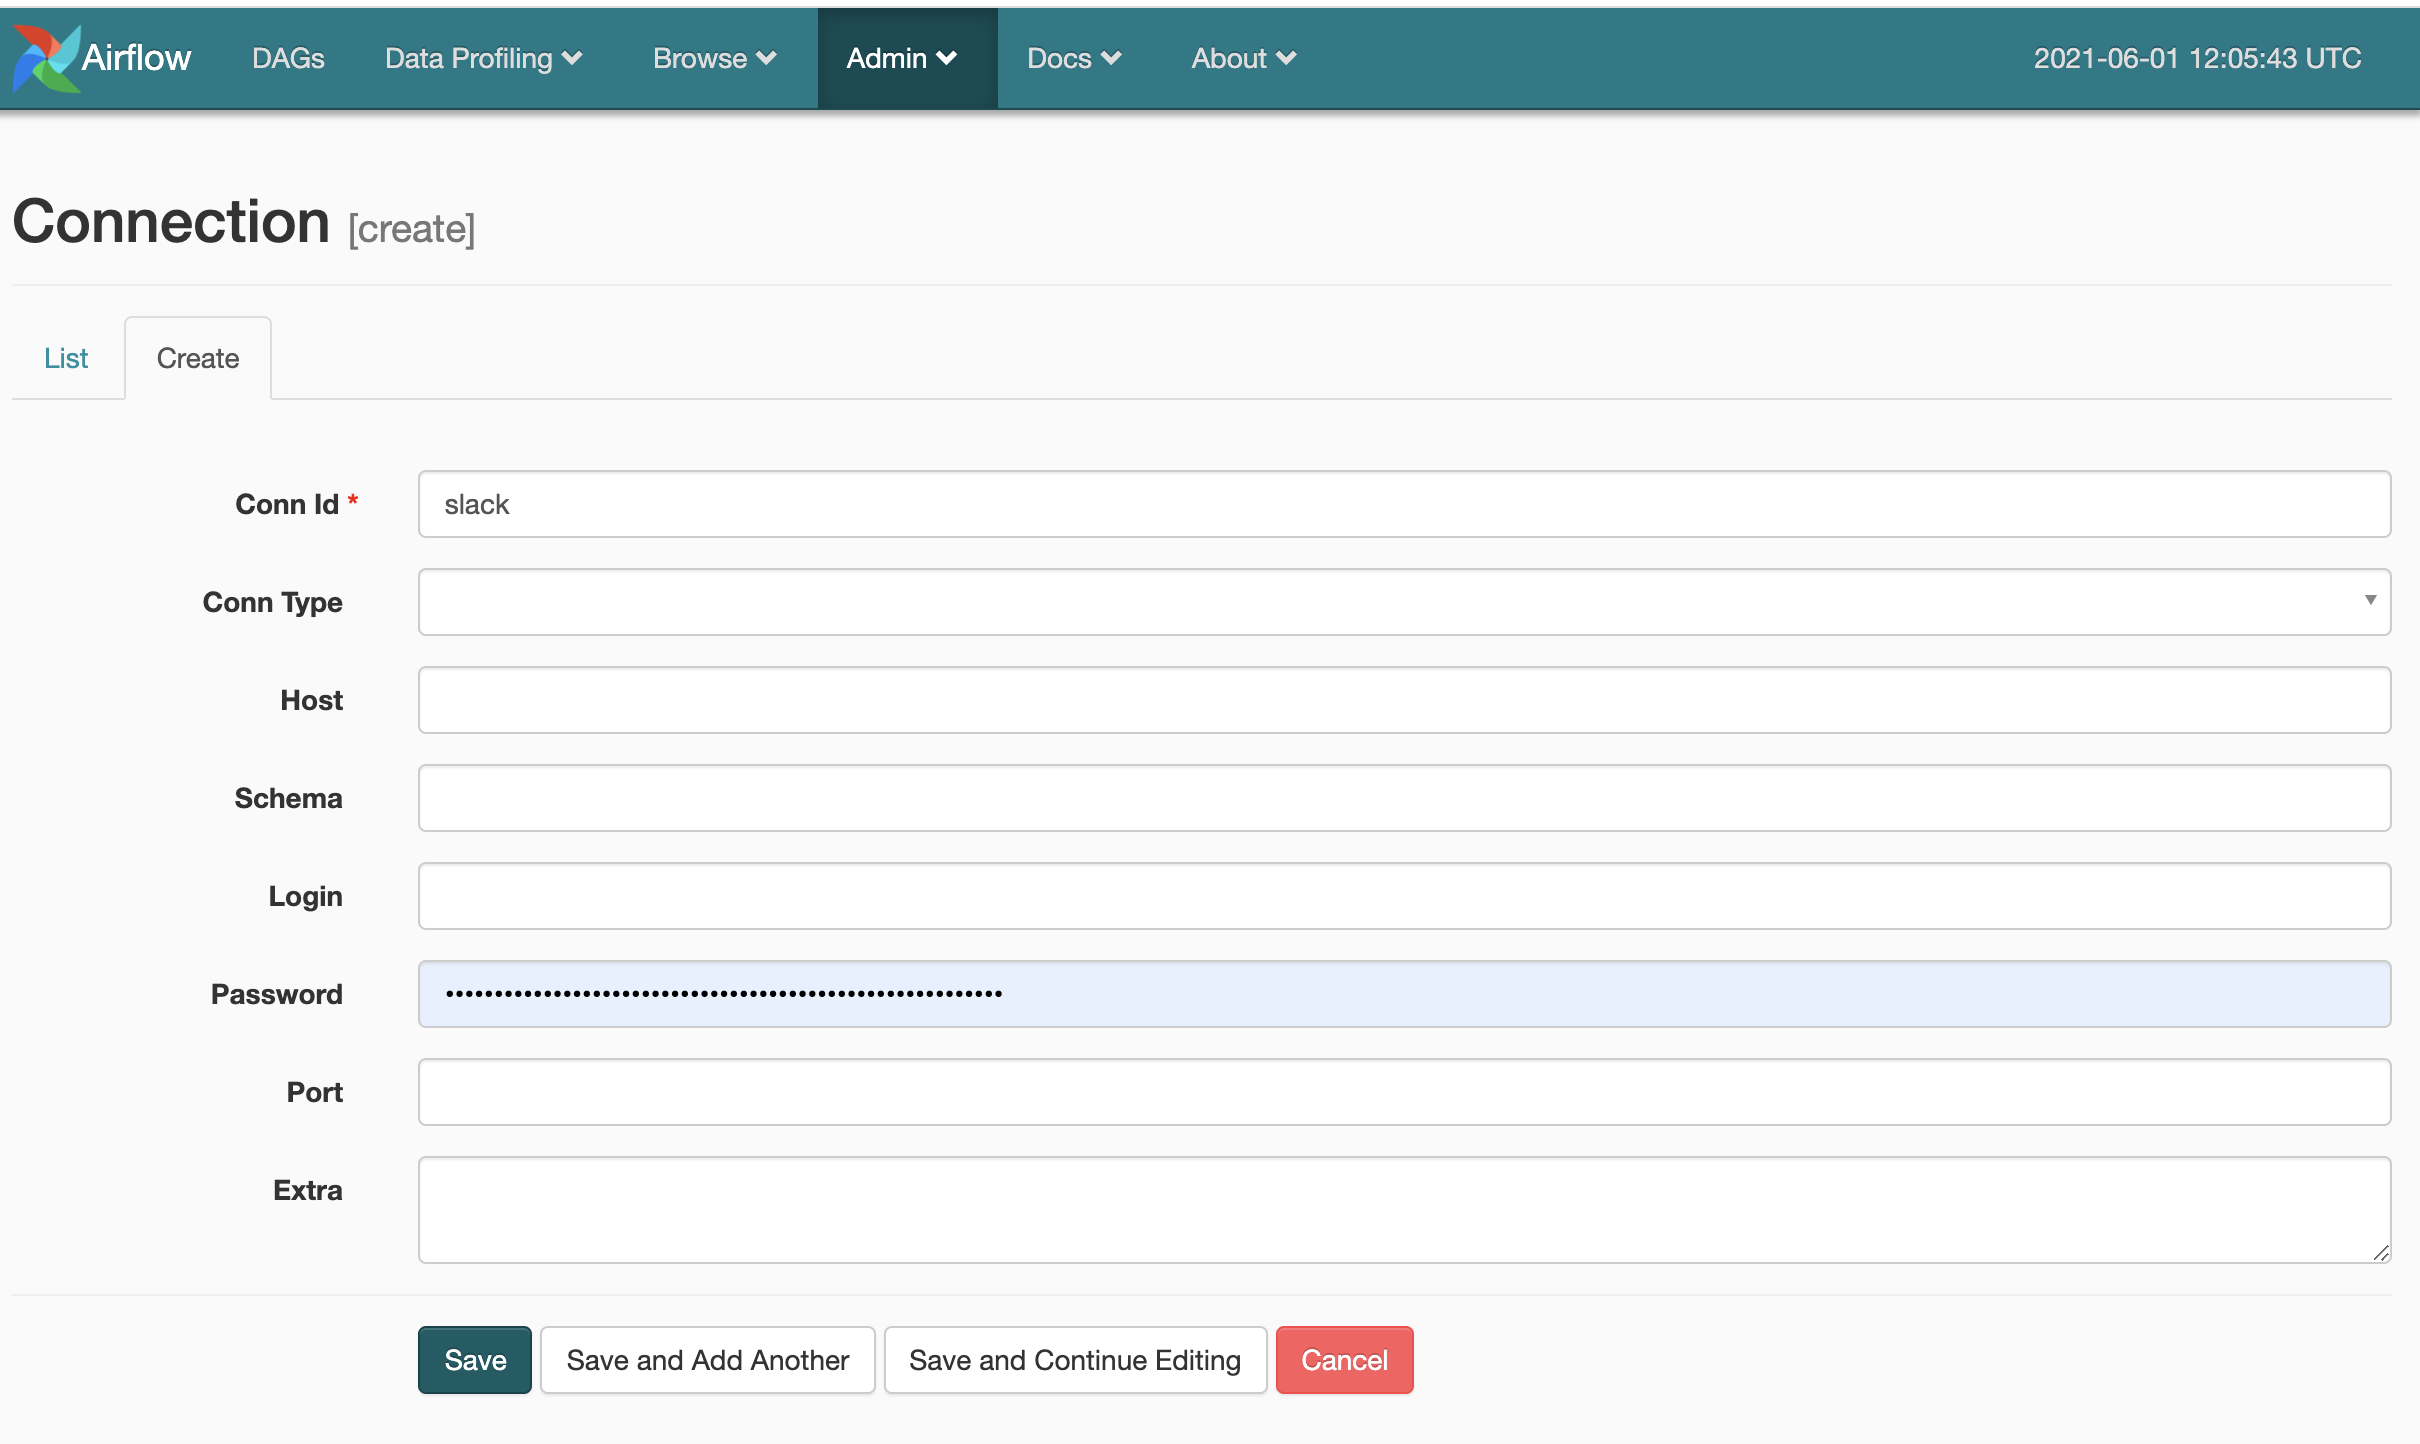 Airflow DAGs Data Profiling Browse Admin Docs About 2021-06-01 12:05:43 UTC
Connection [create]
List Create
Conn Id * slack
Conn Type
Host
Schema
Login
Password
Port
Extra
Save Save and Add Another Save and Continue Editing Cancel